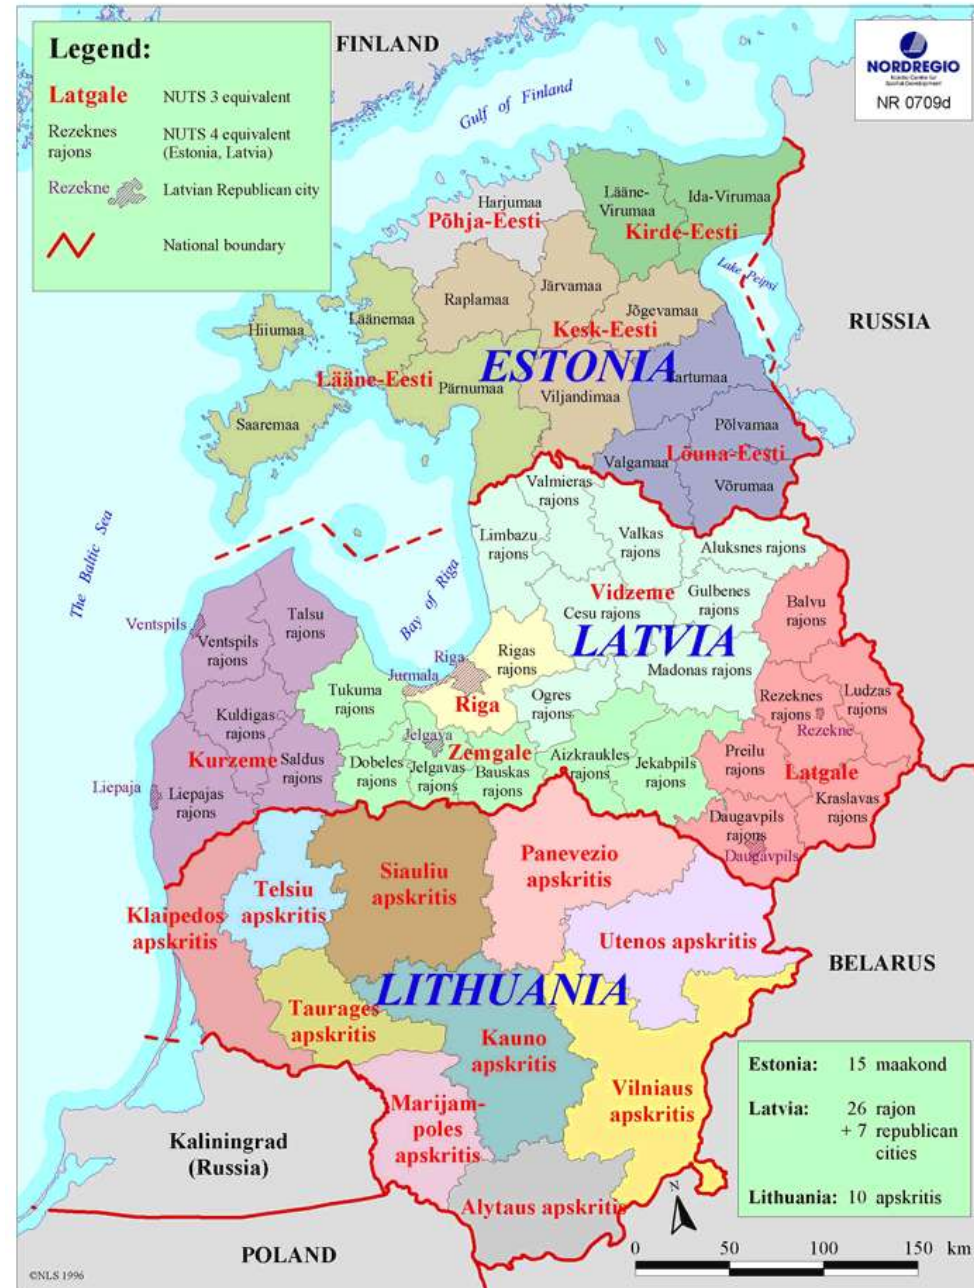 Legend:
Latgale NUTS 3 equivalent
Rezeknes
rajons
NUTS 4 equivalent
(Estonia, Latvia)
Rezekne Latvian Republican city
National boundary
FINLAND
NORDREGIO
Nordic Centre for
Spatial Development
NR 0709d
Gulf of Finland
Harjumaa
Põhja-Eesti
Lääne-
Virumaa
Ida-Virumaa
Kirde-Eesti
Lake Peipsi
RUSSIA
Hiiumaa
Läänemaa
Raplamaa
Järvamaa
Jõgevamaa
Kesk-Eesti
ESTONIA
Lääne-Eesti
Pärnumaa
Viljandimaa
artumaa
Saaremaa
Põlvamaa
Valgamaa
Lõuna-Eesti
Võrumaa
The Baltic Sea
Bay of Riga
Valmieras
rajons
Limbazu
rajons
Valkas
rajons
Aluksnes rajons
Vidzeme
Gulbenes
rajons
Cesu rajons
LATVIA
Madonas rajons
Balvu
rajons
Ventspils
Ventspils
rajons
Talsu
rajons
Riga
Jurmala
Rigas
rajons
Riga
Ogres
rajons
Tukuma
rajons
Kuldigas
rajons
Kurzeme
Saldus
rajons
Liepaja
Liepajas
rajons
Jelgava
Zemgale
Dobeles
rajons
Jelgavas
rajons
Bauskas
rajons
Aizkraukles
rajons
Jekabpils
rajons
Rezeknes
rajons
Ludzas
rajons
Rezekne
Preilu
rajons
Latgale
Kraslavas
rajons
Daugavpils
rajons
Daugavpils
Klaipedos
apskritis
Telsiu
apskritis
Siauliu
apskritis
Panevezio
apskritis
Utenos apskritis
BELARUS
LITHUANIA
Taurages
apskritis
Kauno
apskritis
Vilniaus
apskritis
Marijam-
poles
apskritis
Alytaus apskritis
Kaliningrad
(Russia)
POLAND
Estonia: 15 maakond
Latvia: 26 rajon
+ 7 republican
cities
Lithuania: 10 apskritis
N
0 50 100 150 km
©NLS 1996